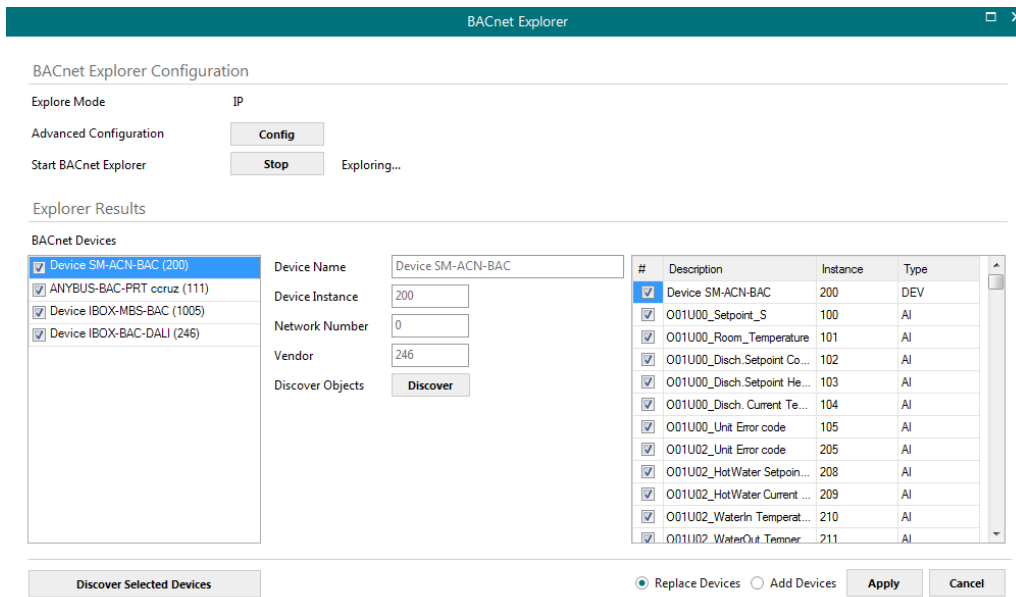 BACnet Explorer
BACnet Explorer Configuration
Explore Mode IP
Advanced Configuration Config
Start BACnet Explorer Stop Exploring...
Explorer Results
BACnet Devices
Device SM-ACN-BAC (200)
ANYBUS-BAC-PRT ccruz (111)
Device IBOX-MBS-BAC (1005)
Device IBOX-BAC-DALI (246)
Device Name Device SM-ACN-BAC
Device Instance 200
Network Number 0
Vendor 246
Discover Objects Discover
# Description Instance Type
Device SM-ACN-BAC 200 DEV
O01U00_Setpoint_S 100 AI
O01U00_Room_Temperature 101 AI
O01U00_Disch.Setpoint Co... 102 AI
O01U00_Disch.Setpoint He... 103 AI
O01U00_Disch. Current Te... 104 AI
O01U00_Unit Error code 105 AI
O01U02_Unit Error code 205 AI
O01U02_HotWater Setpoin... 208 AI
O01U02_HotWater Current ... 209 AI
O01U02_WaterIn Temperat... 210 AI
O01U02_WaterOut Temper... 211 AI
Discover Selected Devices Replace Devices Add Devices Apply Cancel